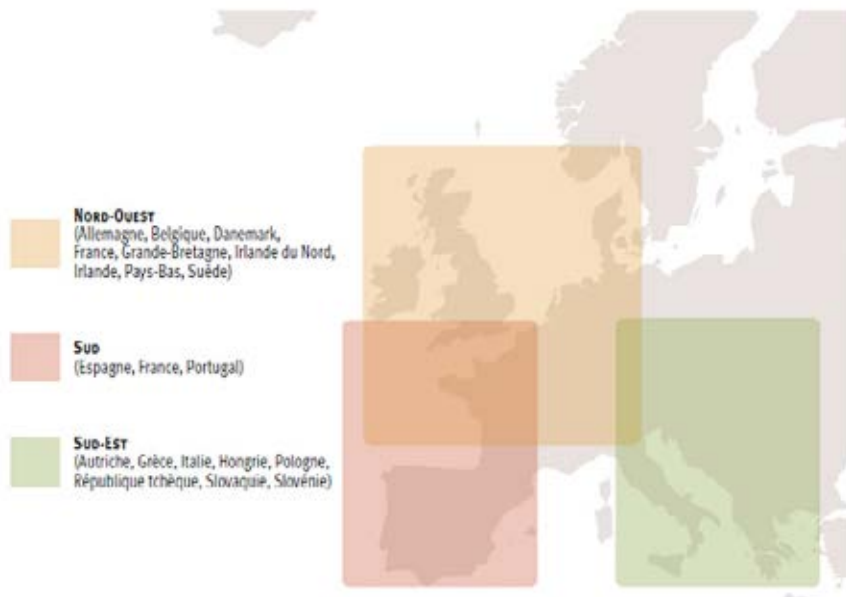 NORD-OUEST
(Allemagne, Belgique, Danemark,
France, Grande-Bretagne, Irlande du Nord,
Irlande, Pays-Bas, Suède)
SUD
(Espagne, France, Portugal)
SUD-EST
(Autriche, Grèce, Italie, Hongrie, Pologne,
République tchèque, Slovaquie, Slovénie)